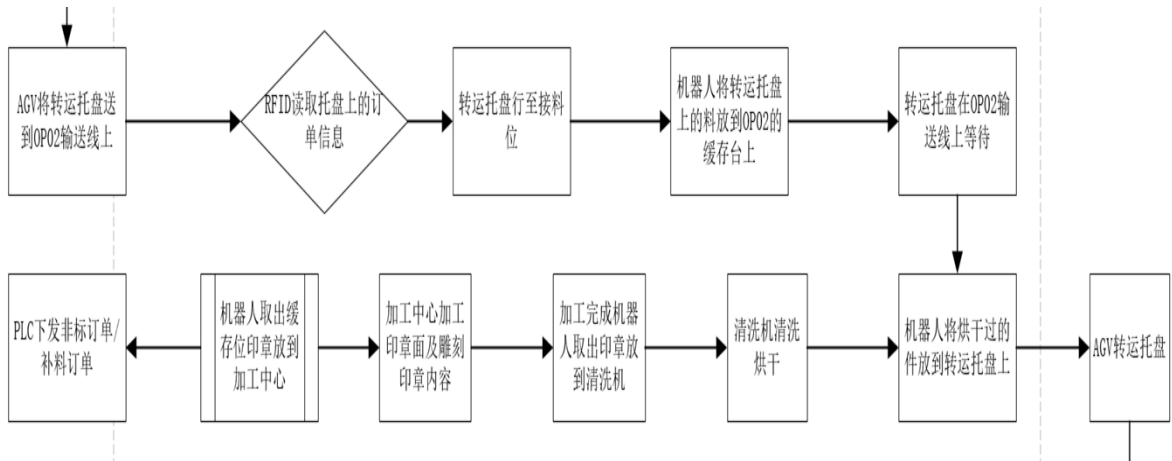 AGV将转运托盘送
到OP02输送线上
RFID读取托盘上的订
单信息
转运托盘行至接料
位
机器人将转运托盘
上的料放到OP02的
缓存台上
转运托盘在OP02输
送线上等待
PLC下发非标订单/
补料订单
机器人取出缓
存位印章放到
加工中心
加工中心加工
印章面及雕刻
印章内容
加工完成机器
人取出印章放
到清洗机
清洗机清洗
烘干
机器人将烘干过的
件放到转运托盘上
AGV转运托盘